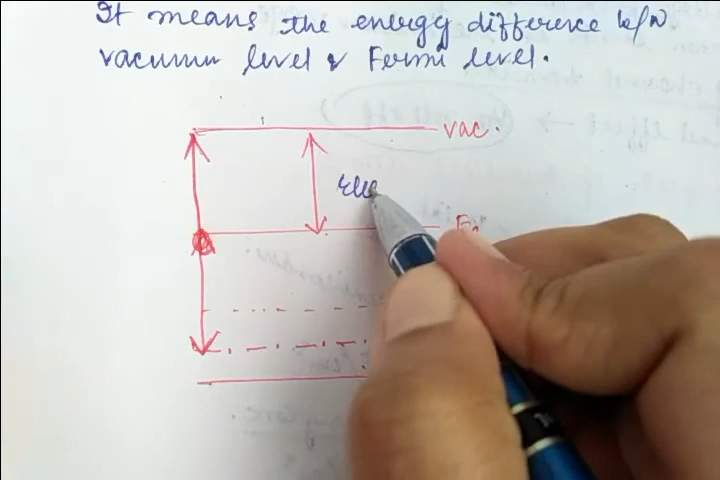 It means the energy difference b/w
vacuum level & Fermi level.
vac.